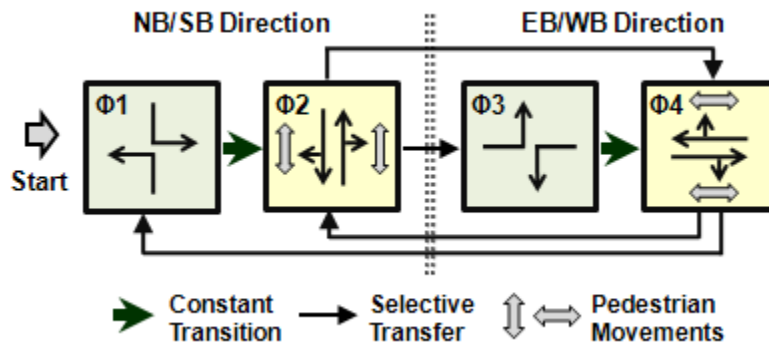 NB/SB Direction
EB/WB Direction
Φ1
Φ2
Φ3
Φ4
Start
Constant
Transition
Selective
Transfer
Pedestrian
Movements